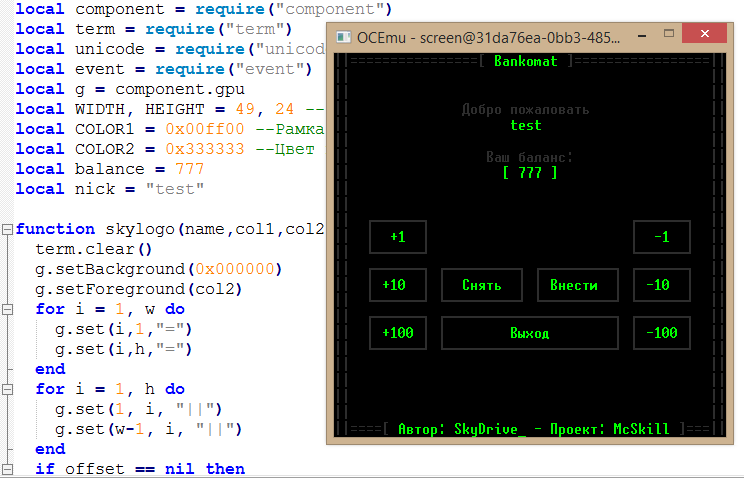 local component = require("component")
local term = require("term")
local unicode = require("unicod
local event = require("event")
local g = component.gpu
local WIDTH, HEIGHT = 49, 24 --
local COLOR1 = 0x00ff00 --Рамка
local COLOR2 = 0x333333 --Цвет
local balance = 777
local nick = "test"
function skylogo(name,col1,col2
term.clear()
g.setBackground(0x000000)
g.setForeground(col2)
for i = 1, w do
g.set(i,1,"=")
g.set(i,h,"=")
end
for i = 1, h do
g.set(1, i, "||")
g.set(w-1, i, "||")
end
if offset == nil then
OCEmu - screen@31da76ea-0bb3-485...
[ Bankomat ]
Добро пожаловать
test
Ваш баланс:
[ 777 ]
+1 -1
+10 Снять Внести -10
+100 Выход -100
[ Автор: SkyDrive_ - Проект: McSkill ]